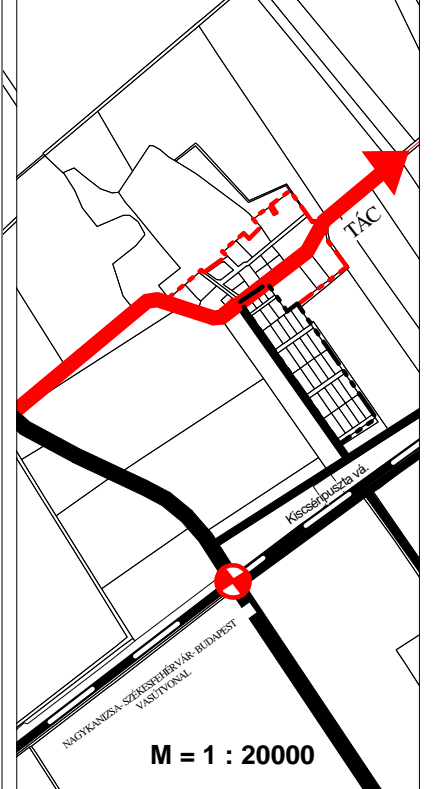 TÁC
Kiscséripuszta vá.
NAGYKANIZSA- SZÉKESFEHÉRVÁR- BUDAPEST
VASÚTVONAL
M = 1 : 20000